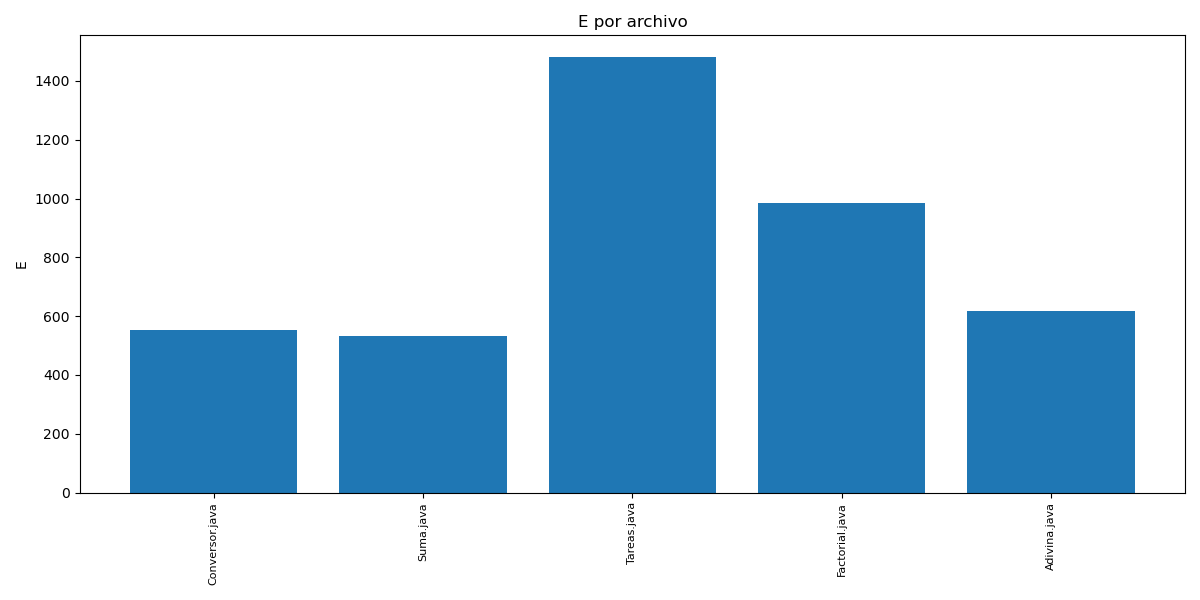 E por archivo
1400
1200
1000
800
600
400
200
0
E
Conversor.java
Suma.java
Tareas.java
Factorial.java
Adivina.java